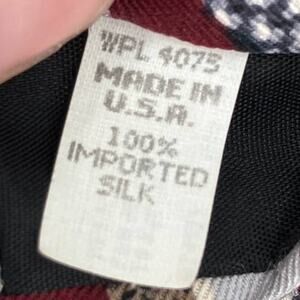 WPL 4075
MADE IN
U.S.A.
100%
IMPORTED
SILK